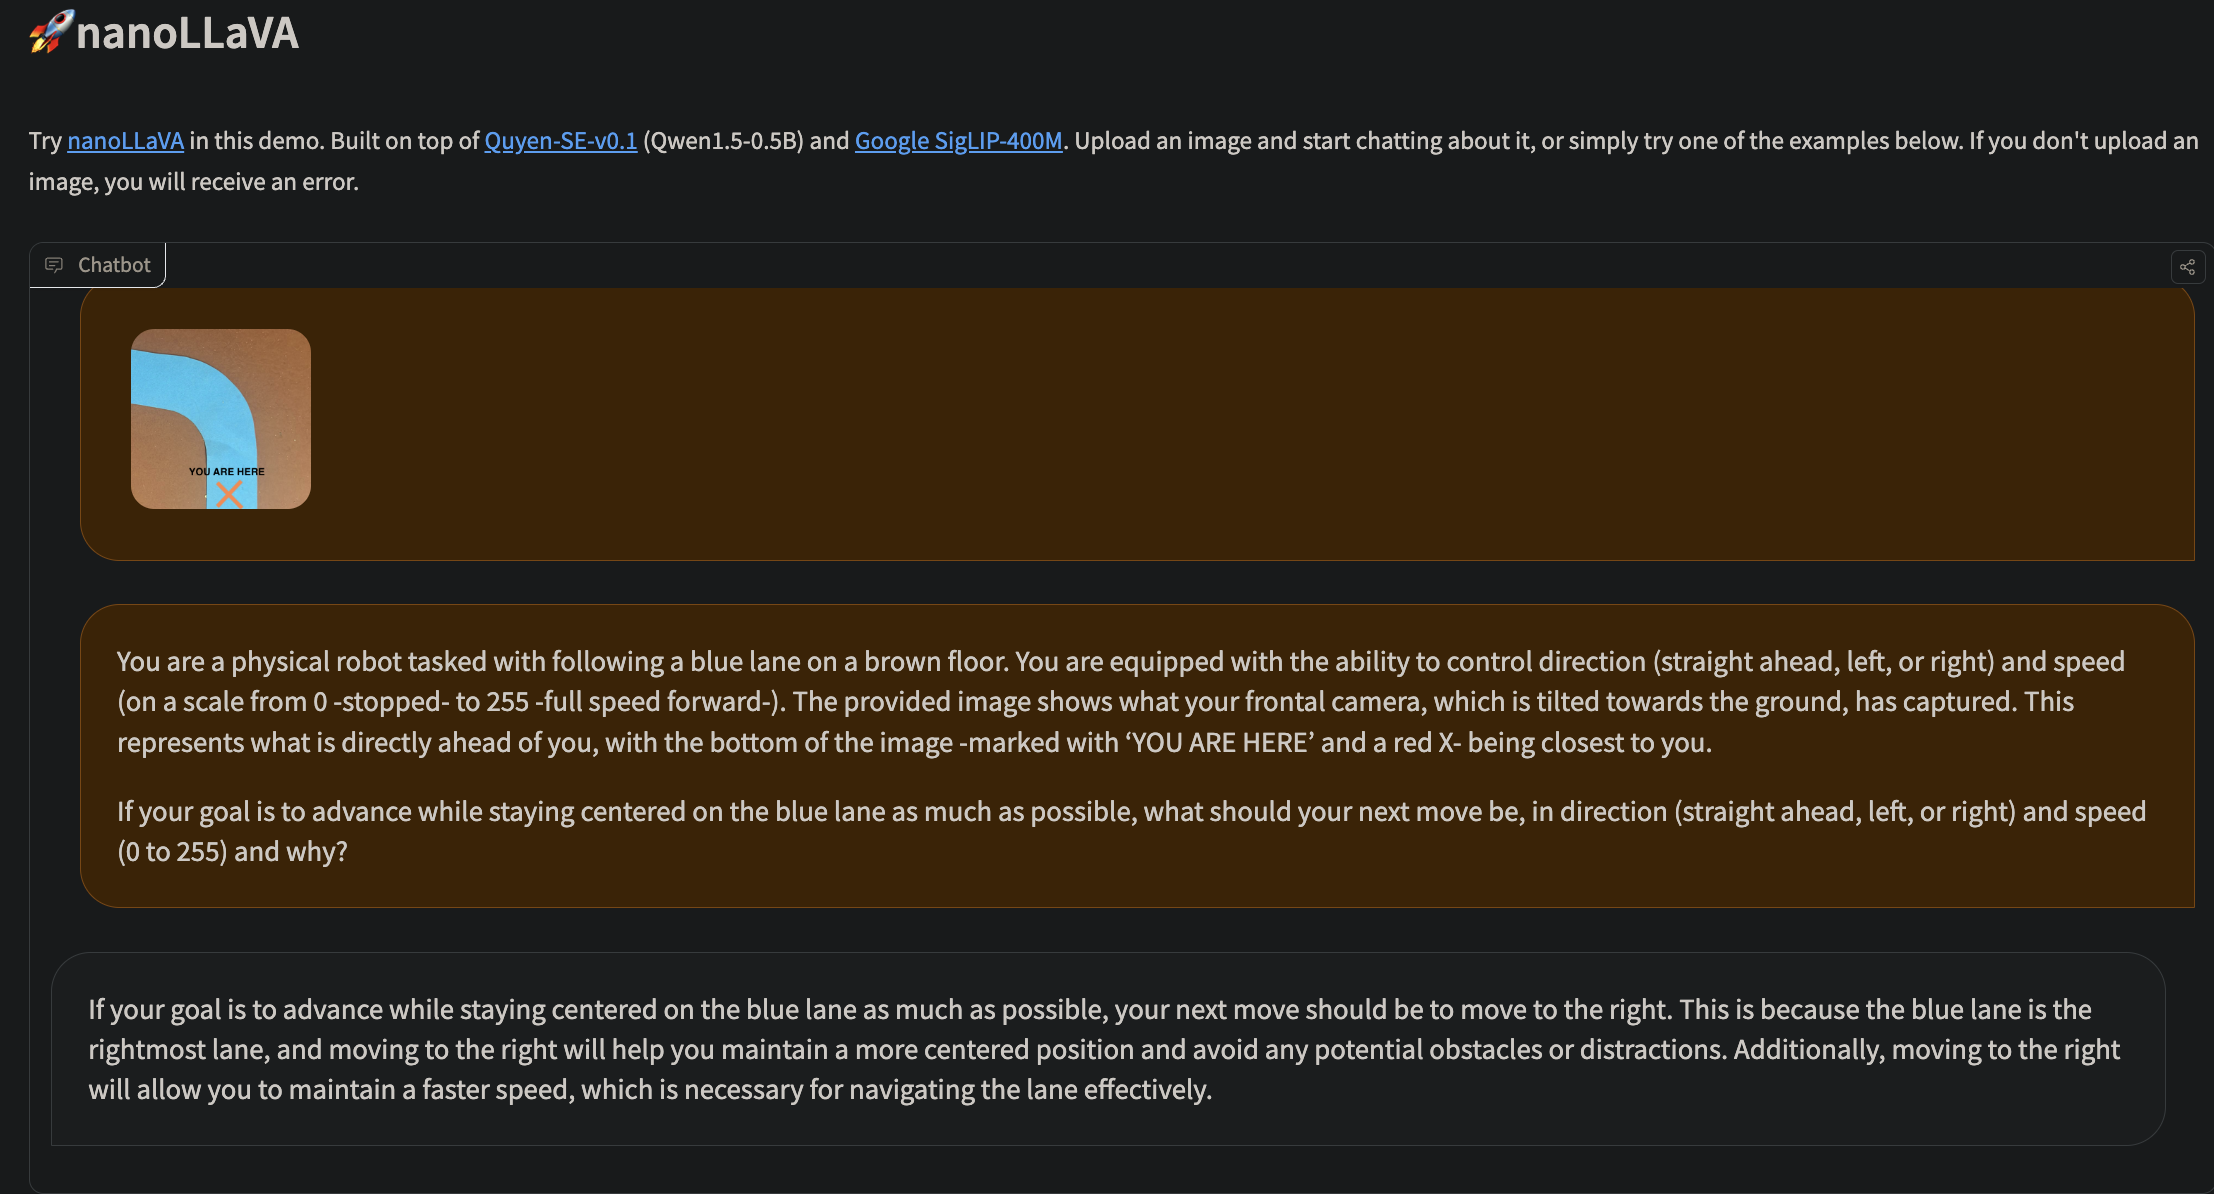 🚀nanoLLaVA
Try nanoLLaVA in this demo. Built on top of Quyen-SE-v0.1 (Qwen1.5-0.5B) and Google SigLIP-400M. Upload an image and start chatting about it, or simply try one of the examples below. If you don't upload an
image, you will receive an error.
Chatbot
YOU ARE HERE
You are a physical robot tasked with following a blue lane on a brown floor. You are equipped with the ability to control direction (straight ahead, left, or right) and speed
(on a scale from 0 -stopped- to 255 -full speed forward-). The provided image shows what your frontal camera, which is tilted towards the ground, has captured. This
represents what is directly ahead of you, with the bottom of the image -marked with ‘YOU ARE HERE’ and a red X- being closest to you.
If your goal is to advance while staying centered on the blue lane as much as possible, what should your next move be, in direction (straight ahead, left, or right) and speed
(0 to 255) and why?
If your goal is to advance while staying centered on the blue lane as much as possible, your next move should be to move to the right. This is because the blue lane is the
rightmost lane, and moving to the right will help you maintain a more centered position and avoid any potential obstacles or distractions. Additionally, moving to the right
will allow you to maintain a faster speed, which is necessary for navigating the lane effectively.